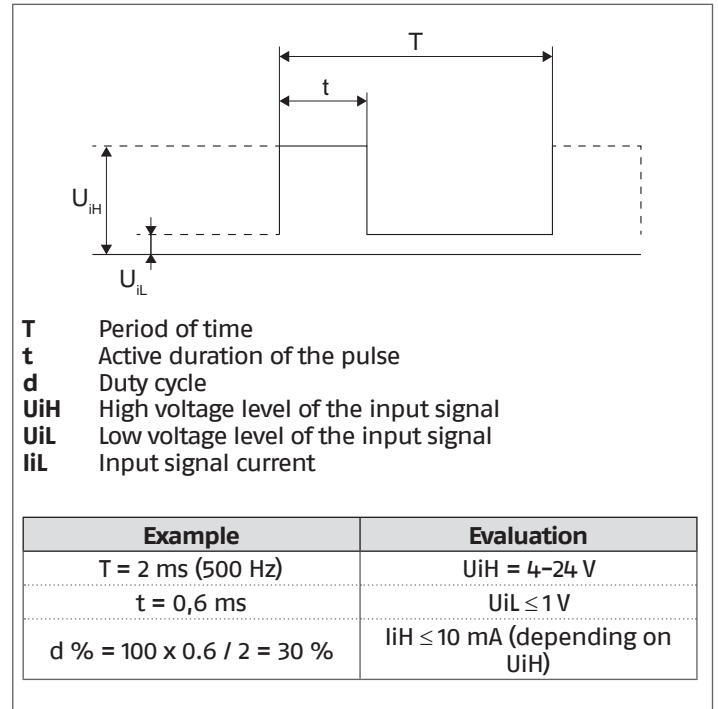 T
t
UiH
UiL
T Period of time
t Active duration of the pulse
d Duty cycle
UiH High voltage level of the input signal
UiL Low voltage level of the input signal
IiL Input signal current
Example Evaluation
T = 2 ms (500 Hz) UiH = 4–24 V
t = 0,6 ms UiL ≤ 1 V
d % = 100 x 0.6 / 2 = 30 % IiH ≤ 10 mA (depending on
UiH)